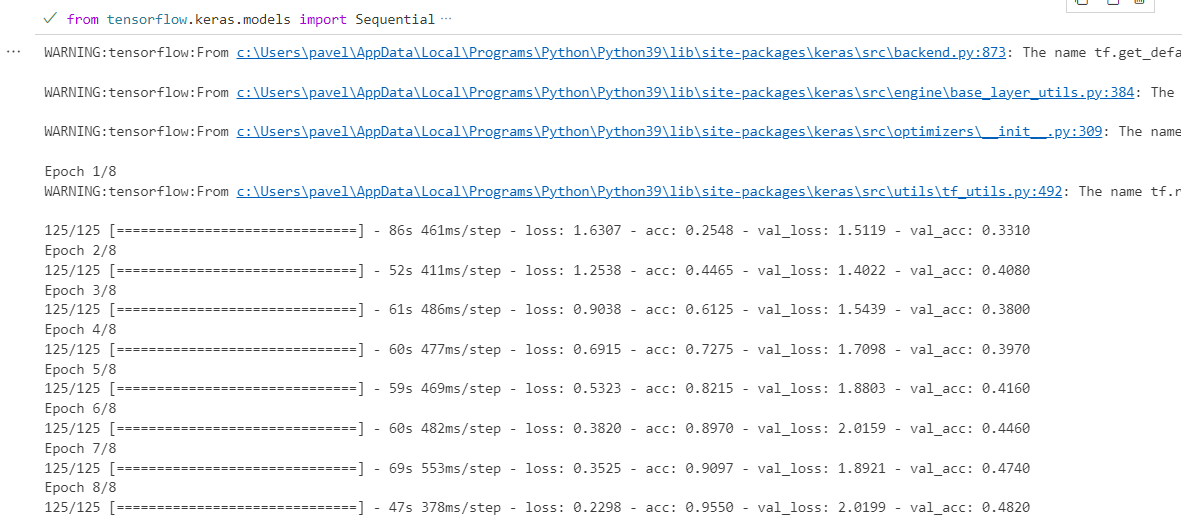 from tensorflow.keras.models import Sequential ...
WARNING:tensorflow:From c:\Users\pavel\AppData\Local\Programs\Python\Python39\lib\site-packages\keras\src\backend.py:873: The name tf.get_defa
WARNING:tensorflow:From c:\Users\pavel\AppData\Local\Programs\Python\Python39\lib\site-packages\keras\src\engine\base_layer_utils.py:384: The
WARNING:tensorflow:From c:\Users\pavel\AppData\Local\Programs\Python\Python39\lib\site-packages\keras\src\optimizers\__init__.py:309: The name
Epoch 1/8
WARNING:tensorflow:From c:\Users\pavel\AppData\Local\Programs\Python\Python39\lib\site-packages\keras\src\utils\tf_utils.py:492: The name tf.r
125/125 [==============================] - 86s 461ms/step - loss: 1.6307 - acc: 0.2548 - val_loss: 1.5119 - val_acc: 0.3310
Epoch 2/8
125/125 [==============================] - 52s 411ms/step - loss: 1.2538 - acc: 0.4465 - val_loss: 1.4022 - val_acc: 0.4080
Epoch 3/8
125/125 [==============================] - 61s 486ms/step - loss: 0.9038 - acc: 0.6125 - val_loss: 1.5439 - val_acc: 0.3800
Epoch 4/8
125/125 [==============================] - 60s 477ms/step - loss: 0.6915 - acc: 0.7275 - val_loss: 1.7098 - val_acc: 0.3970
Epoch 5/8
125/125 [==============================] - 59s 469ms/step - loss: 0.5323 - acc: 0.8215 - val_loss: 1.8803 - val_acc: 0.4160
Epoch 6/8
125/125 [==============================] - 60s 482ms/step - loss: 0.3820 - acc: 0.8970 - val_loss: 2.0159 - val_acc: 0.4460
Epoch 7/8
125/125 [==============================] - 69s 553ms/step - loss: 0.3525 - acc: 0.9097 - val_loss: 1.8921 - val_acc: 0.4740
Epoch 8/8
125/125 [==============================] - 47s 378ms/step - loss: 0.2298 - acc: 0.9550 - val_loss: 2.0199 - val_acc: 0.4820